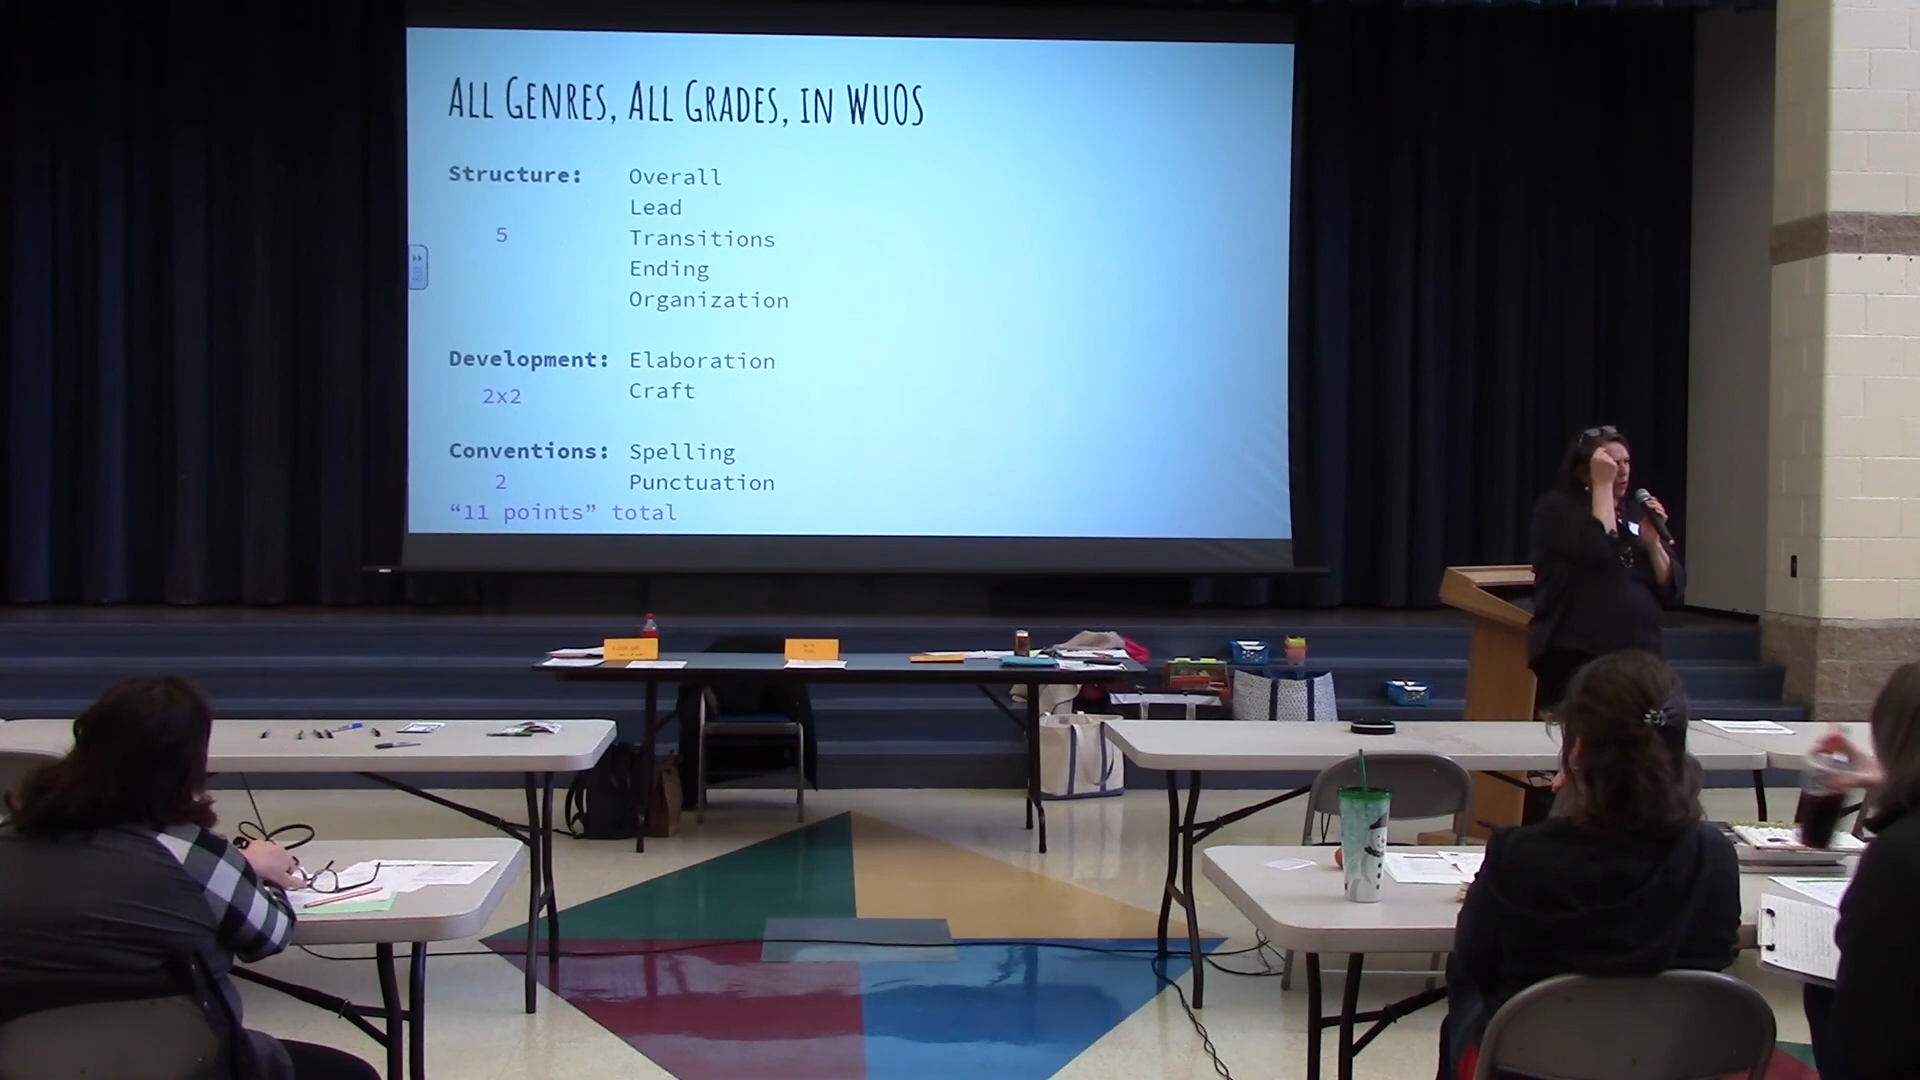 ALL GENRES, ALL GRADES, IN WUOS
Structure: Overall
Lead
5 Transitions
Ending
Organization
Development: Elaboration
2x2 Craft
Conventions: Spelling
2 Punctuation
“11 points” total